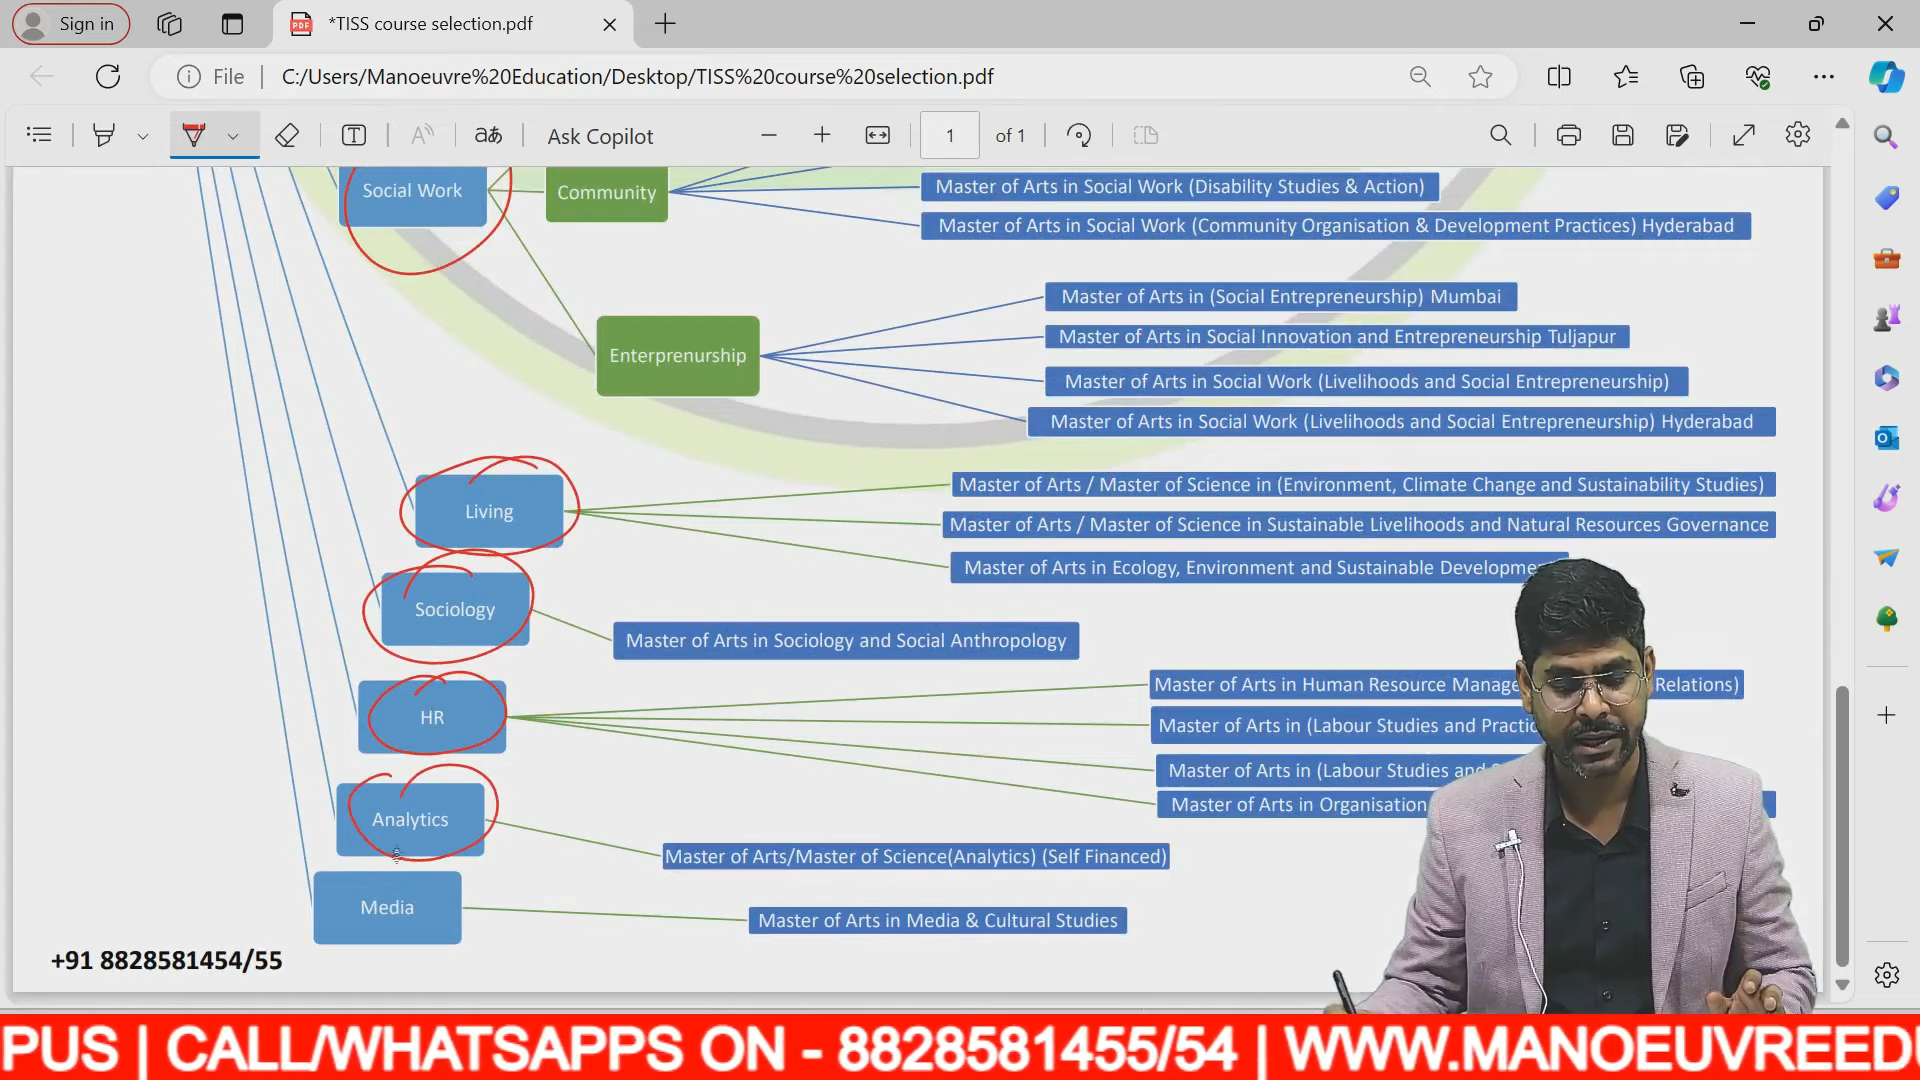 Sign in
*TISS course selection.pdf
File
C:/Users/Manoeuvre%20Education/Desktop/TISS%20course%20selection.pdf
Ask Copilot
1 of 1
Social Work
Community
Master of Arts in Social Work (Disability Studies & Action)
Master of Arts in Social Work (Community Organisation & Development Practices) Hyderabad
Enterprenurship
Master of Arts in (Social Entrepreneurship) Mumbai
Master of Arts in Social Innovation and Entrepreneurship Tuljapur
Master of Arts in Social Work (Livelihoods and Social Entrepreneurship)
Master of Arts in Social Work (Livelihoods and Social Entrepreneurship) Hyderabad
Living
Master of Arts / Master of Science in (Environment, Climate Change and Sustainability Studies)
Master of Arts / Master of Science in Sustainable Livelihoods and Natural Resources Governance
Master of Arts in Ecology, Environment and Sustainable
Sociology
Master of Arts in Sociology and Social Anthropology
HR
Master of Arts in Human Resource Relations)
Master of Arts in (Labour Studies and
Master of Arts in (Labour Studies and
Master of Arts in
Analytics
Master of Arts/Master of Science(Analytics) (Self Financed)
Media
Master of Arts in Media & Cultural Studies
+91 8828581454/55
PUS | CALL/WHATSAPPS ON - 8828581455/54 | WWW.MANOEUVREEDU